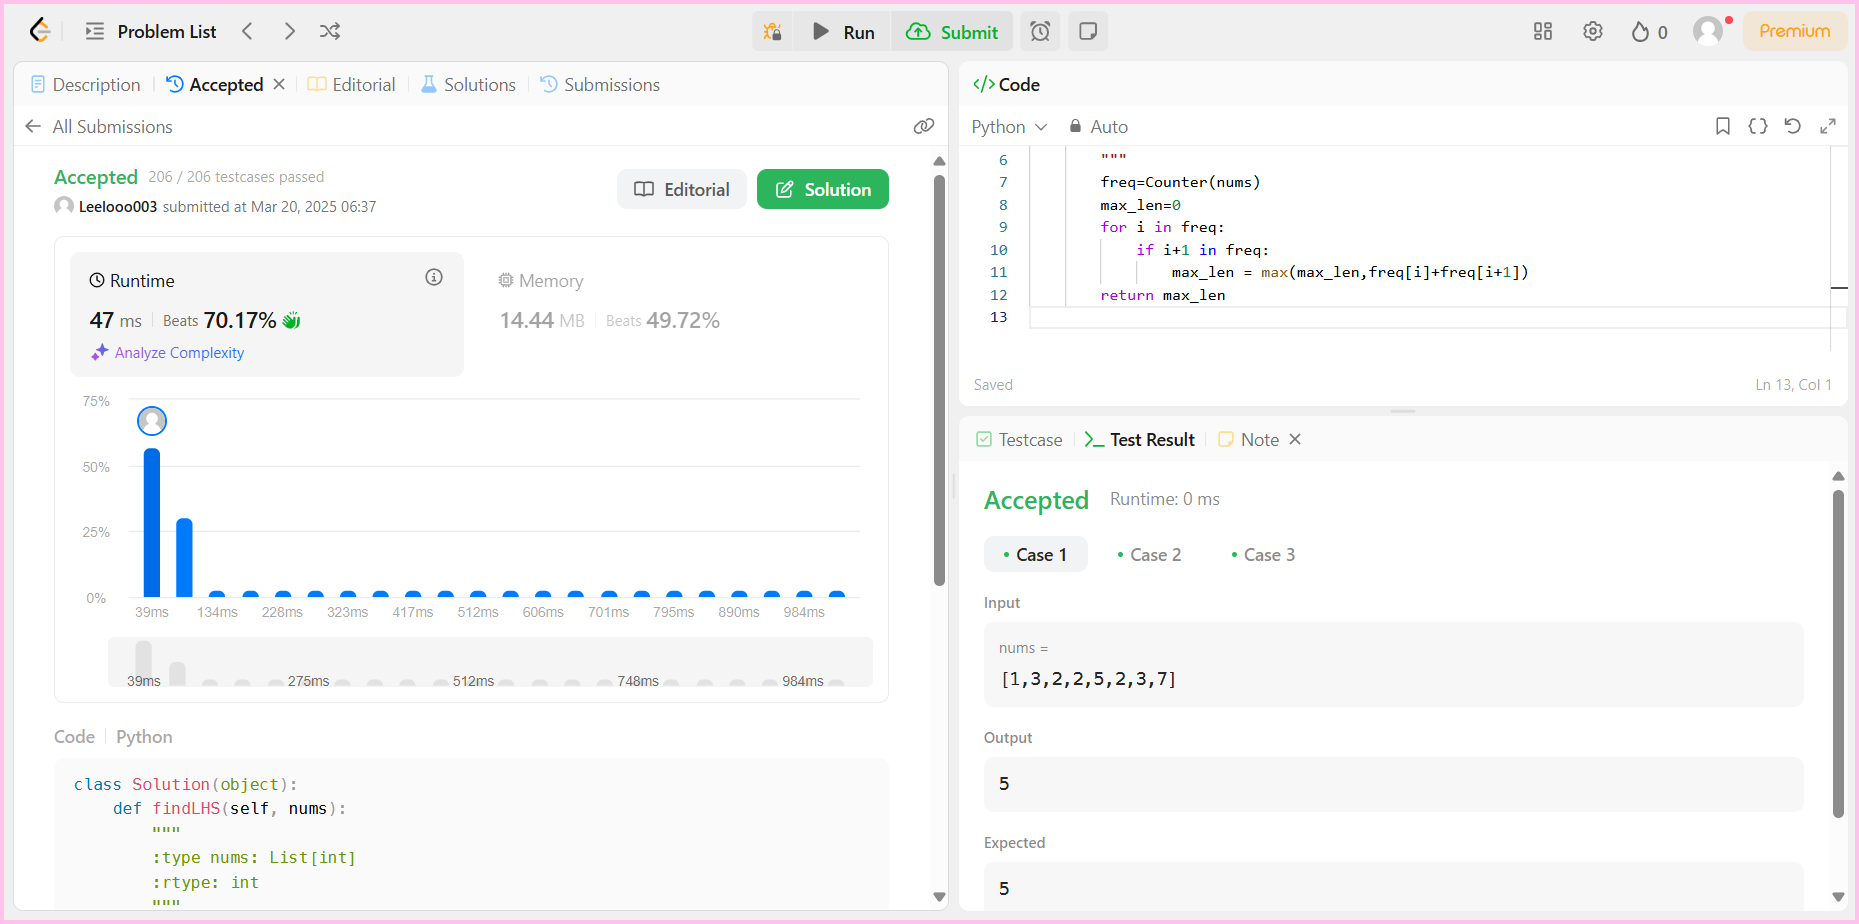 Problem List
Run
Submit
0
Premium
Description
Accepted
Editorial
Solutions
Submissions
All Submissions
Accepted 206 / 206 testcases passed
Leelooo003 submitted at Mar 20, 2025 06:37
Editorial
Solution
Runtime
47 ms Beats 70.17%
Analyze Complexity
Memory
14.44 MB Beats 49.72%
75%
50%
25%
0%
39ms 134ms 228ms 323ms 417ms 512ms 606ms 701ms 795ms 890ms 984ms
39ms 275ms 512ms 748ms 984ms
Code Python
class Solution(object):
def findLHS(self, nums):
"""
:type nums: List[int]
:rtype: int
"""
</> Code
Python
Auto
6 """
7 freq=Counter(nums)
8 max_len=0
9 for i in freq:
10 if i+1 in freq:
11 max_len = max(max_len,freq[i]+freq[i+1])
12 return max_len
13
Saved
Ln 13, Col 1
Testcase
Test Result
Note
Accepted Runtime: 0 ms
Case 1 Case 2 Case 3
Input
nums =
[1,3,2,2,5,2,3,7]
Output
5
Expected
5